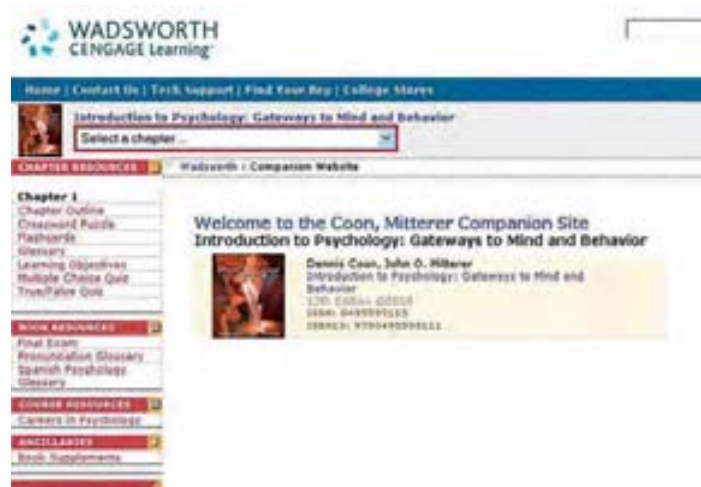 WADSWORTH
CENGAGE Learning
Home | Contact Us | Tech Support | Find Your Rep | College Stores
Introduction to Psychology: Gateways to Mind and Behavior
Select a chapter ...
CHAPTER RESOURCES
Wadsworth > Companion Website
Chapter 1
Chapter Outline
Crossword Puzzle
Flashcards
Glossary
Learning Objectives
Multiple Choice Quiz
True/False Quiz
Welcome to the Coon, Mitterer Companion Site
Introduction to Psychology: Gateways to Mind and Behavior
Dennis Coon, John O. Mitterer
Introduction to Psychology: Gateways to Mind and
Behavior
12th Edition
BOOK RESOURCES
Final Exam
Pronunciation Glossary
Spanish Psychology
Glossary
COURSE RESOURCES
Careers in Psychology
ANCILLARIES
Book Supplements